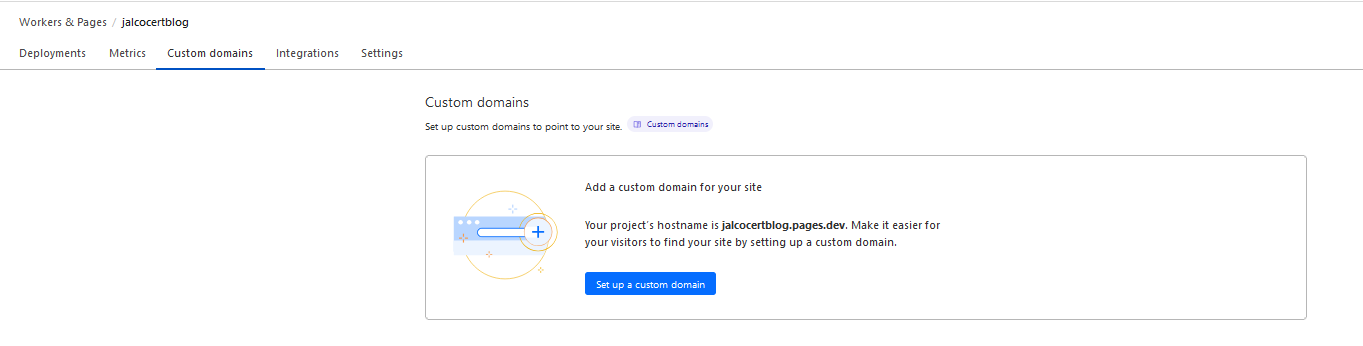 Workers & Pages / jalcocertblog
Deployments Metrics Custom domains Integrations Settings
Custom domains
Set up custom domains to point to your site. Custom domains
Add a custom domain for your site
Your project's hostname is jalcocertblog.pages.dev. Make it easier for
your visitors to find your site by setting up a custom domain.
Set up a custom domain